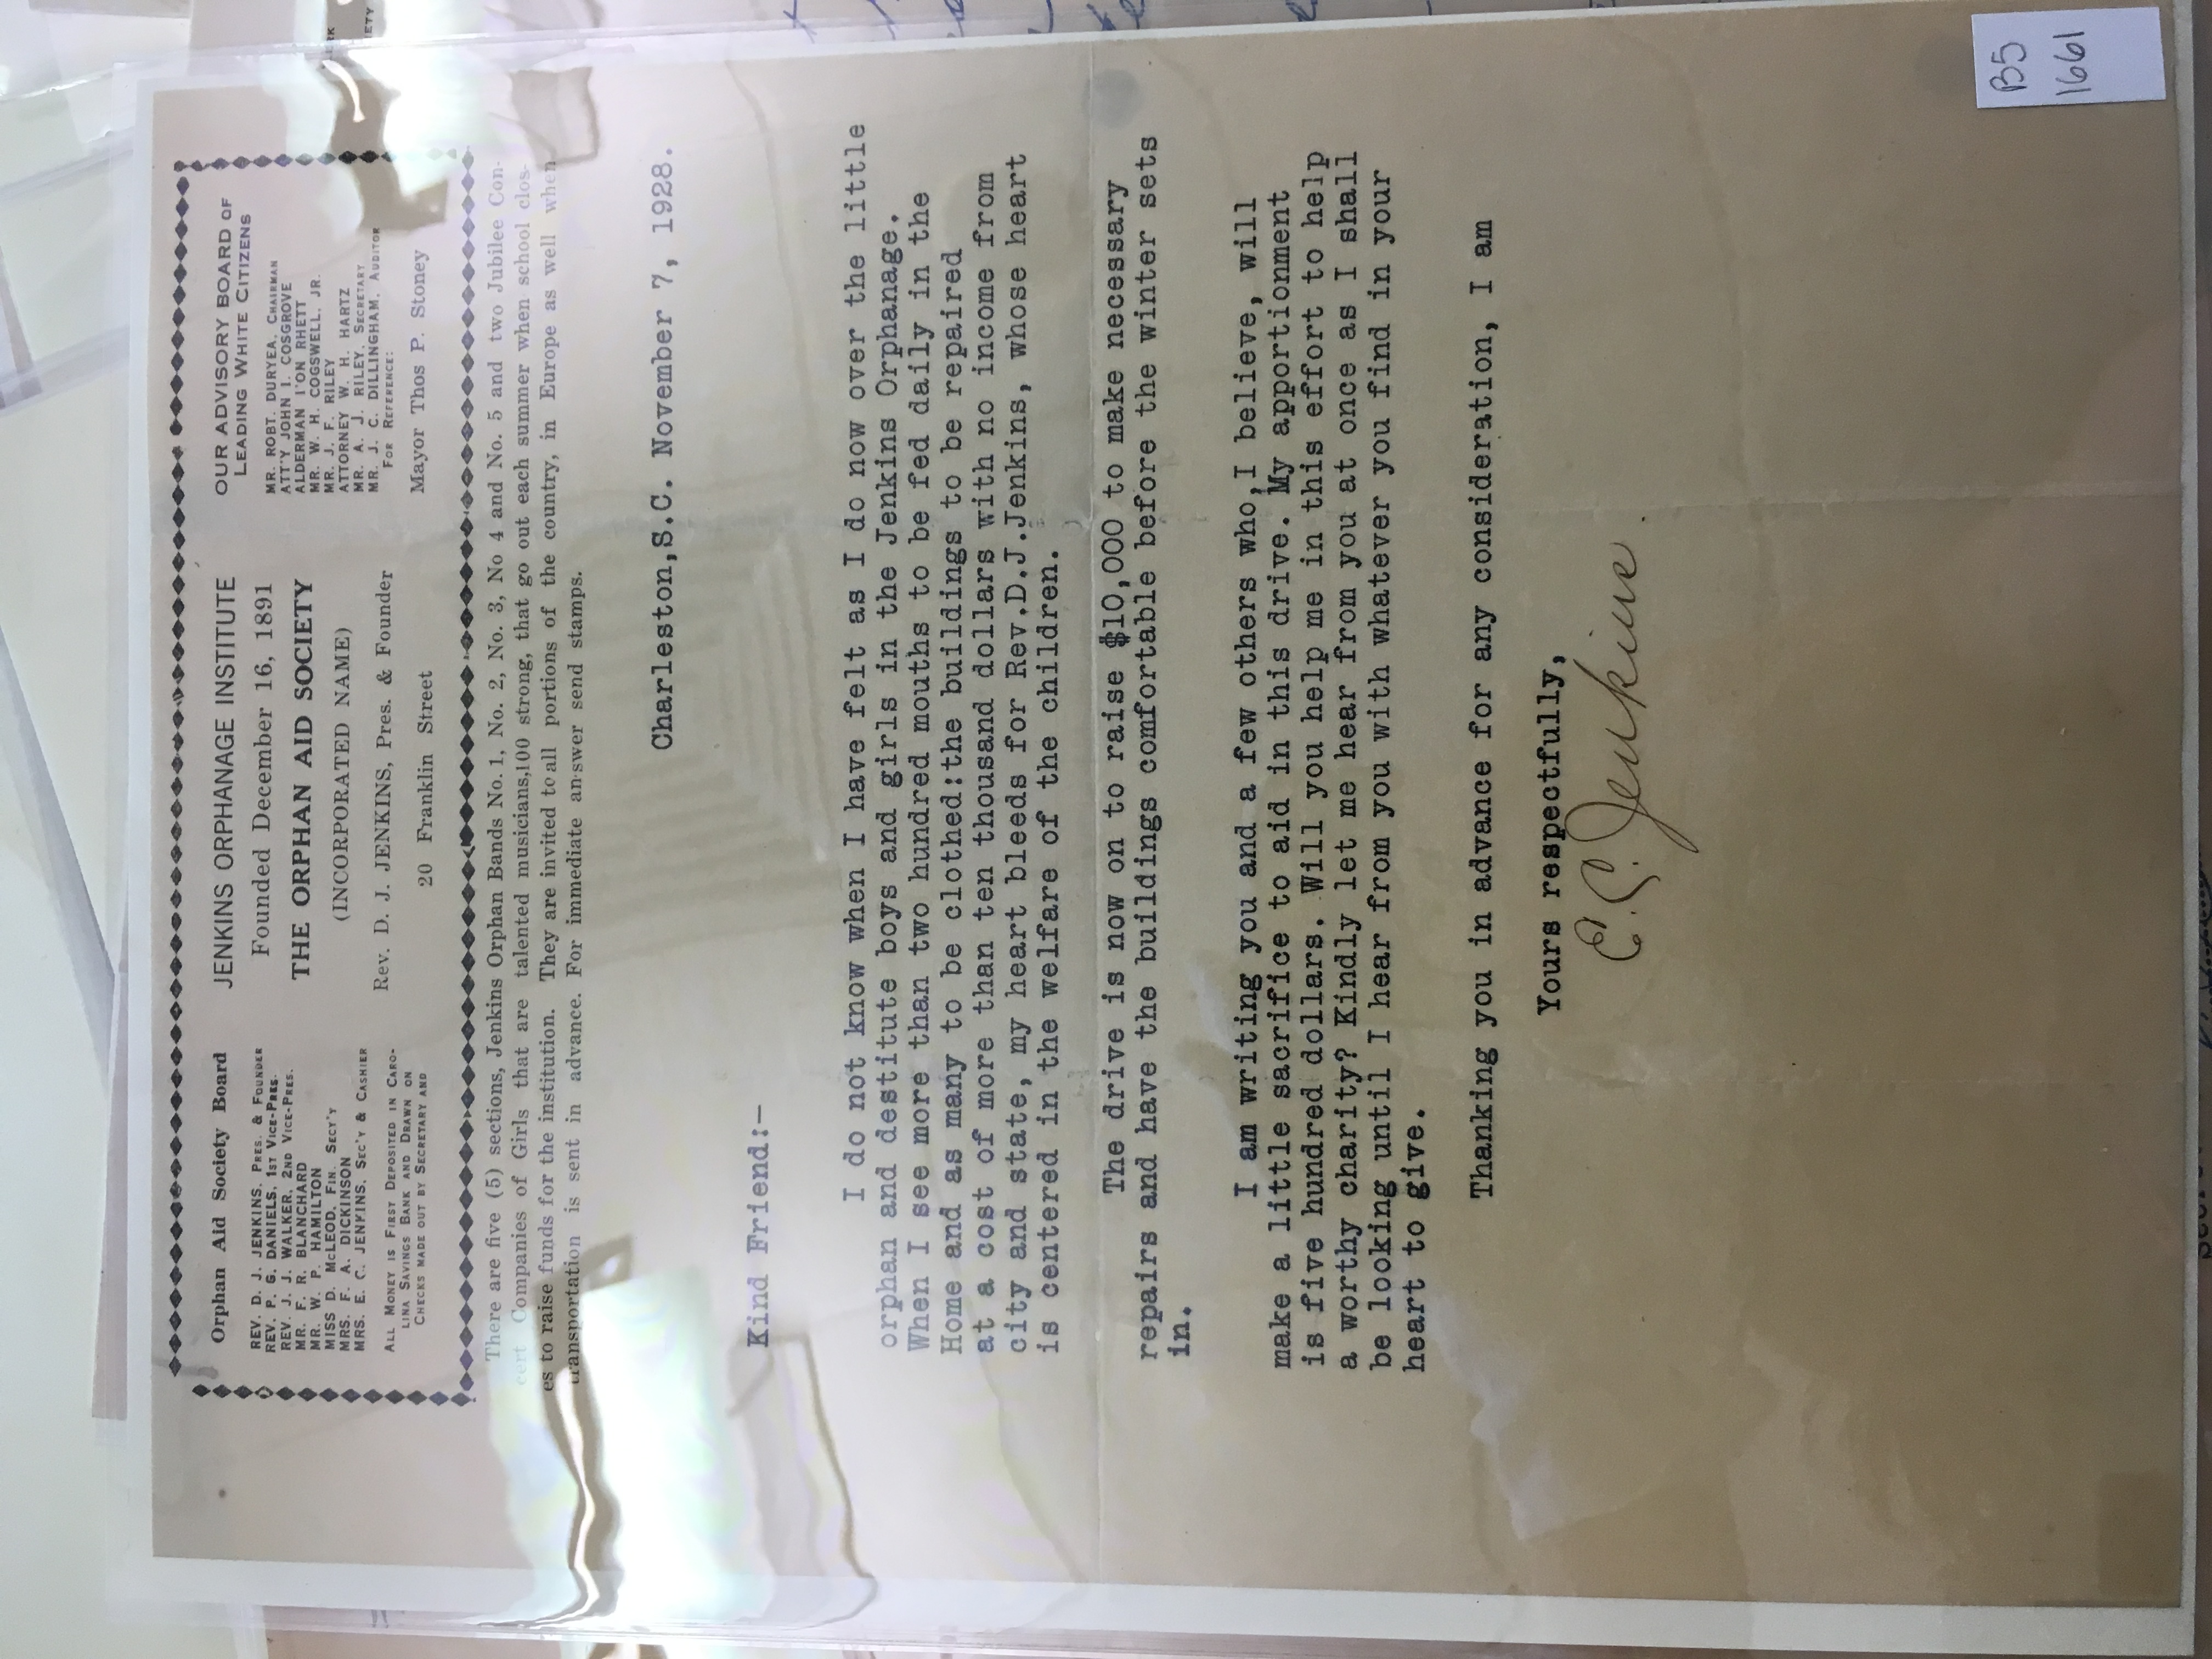 Orphan Aid Society Board
REV. D. J. JENKINS, PRES. & FOUNDER
REV. P. G. DANIELS, 1ST VICE-PRES.
REV. J. J. WALKER, 2ND VICE-PRES.
MR. F. R. BLANCHARD
MR. W. P. HAMILTON
MISS D. McLEOD, FIN. SECY'Y
MRS. F. A. DICKINSON
MRS. E. C. JENKINS, SEC'Y & CASHIER
ALL MONEY IS FIRST DEPOSITED IN CARO-
LINA SAVINGS BANK AND DRAWN ON
CHECKS MADE OUT BY SECRETARY AND
JENKINS ORPHANAGE INSTITUTE
Founded December 16, 1891
THE ORPHAN AID SOCIETY
(INCORPORATED NAME)
Rev. D. J. JENKINS, Pres. & Founder
20 Franklin Street
OUR ADVISORY BOARD OF
LEADING WHITE CITIZENS
MR. ROBT. DURYEA, CHAIRMAN
ATT'Y JOHN I. COSGROVE
ALDERMAN I'ON RHETT
MR. W. H. COGSWELL, JR.
MR. J. F. RILEY
ATTORNEY W. H. HARTZ
MR. A. J. RILEY, SECRETARY
MR. J. C. DILLINGHAM, AUDITOR
FOR REFERENCE:
Mayor Thos P. Stoney
There are five (5) sections, Jenkins Orphan Bands No. 1, No. 2, No. 3, No 4 and No. 5 and two Jubilee Con-
cert Companies of Girls that are talented musicians,100 strong, that go out each summer when school clos-
es to raise funds for the institution. They are invited to all portions of the country, in Europe as well when
transportation is sent in advance. For immediate answer send stamps.
Charleston,S.C. November 7, 1928.
Kind Friend:-
I do not know when I have felt as I do now over the little
orphan and destitute boys and girls in the Jenkins Orphanage.
When I see more than two hundred mouths to be fed daily in the
Home and as many to be clothed:the buildings to be repaired
at a cost of more than ten thousand dollars with no income from
city and state, my heart bleeds for Rev.D.J.Jenkins, whose heart
is centered in the welfare of the children.
The drive is now on to raise $10,000 to make necessary
repairs and have the buildings comfortable before the winter sets
in.
I am writing you and a few others who,I believe, will
make a little sacrifice to aid in this drive. My apportionment
is five hundred dollars. Will you help me in this effort to help
a worthy charity? Kindly let me hear from you at once as I shall
be looking until I hear from you with whatever you find in your
heart to give.
Thanking you in advance for any consideration, I am
Yours respectfully,
E. C. Jenkins.
B5
1661